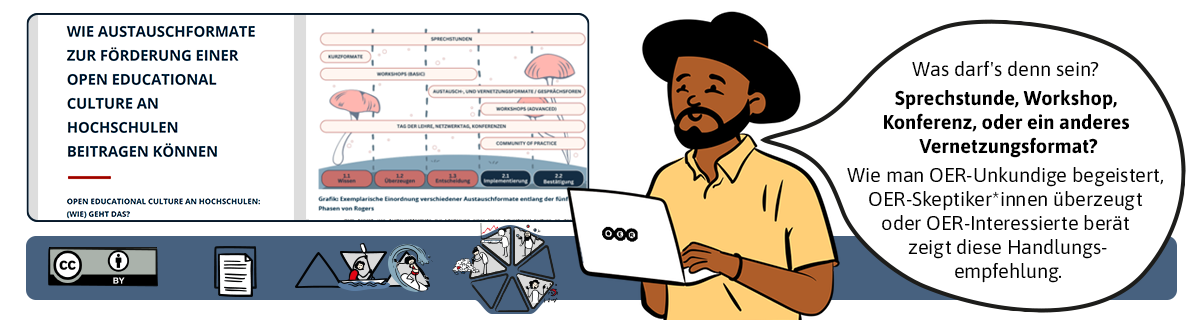 WIE AUSTAUSCHFORMATE
ZUR FÖRDERUNG EINER
OPEN EDUCATIONAL
CULTURE AN
HOCHSCHULEN
BEITRAGEN KÖNNEN
OPEN EDUCATIONAL CULTURE AN HOCHSCHULEN:
(WIE) GEHT DAS?
SPRECHSTUNDEN
KURZFORMATE
WORKSHOPS (BASIC)
AUSTAUSCH-, UND VERNETZUNGSFORMATE / GESPRÄCHSFOREN
WORKSHOPS (ADVANCED)
TAG DER LEHRE, NETZWERKTAG, KONFERENZEN
COMMUNITY OF PRACTICE
1.1
Wissen
1.2
Überzeugen
1.3
Entscheidung
2.1
Implementierung
2.2
Bestätigung
Grafik: Exemplarische Einordnung verschiedener Austauschformate entlang der fünf
Phasen von Rogers
cc
BY
OER
Was darf's denn sein?
Sprechstunde, Workshop,
Konferenz, oder ein anderes
Vernetzungsformat?
Wie man OER-Unkundige begeistert,
OER-Skeptiker*innen überzeugt
oder OER-Interessierte berät
zeigt diese Handlungs-
empfehlung.